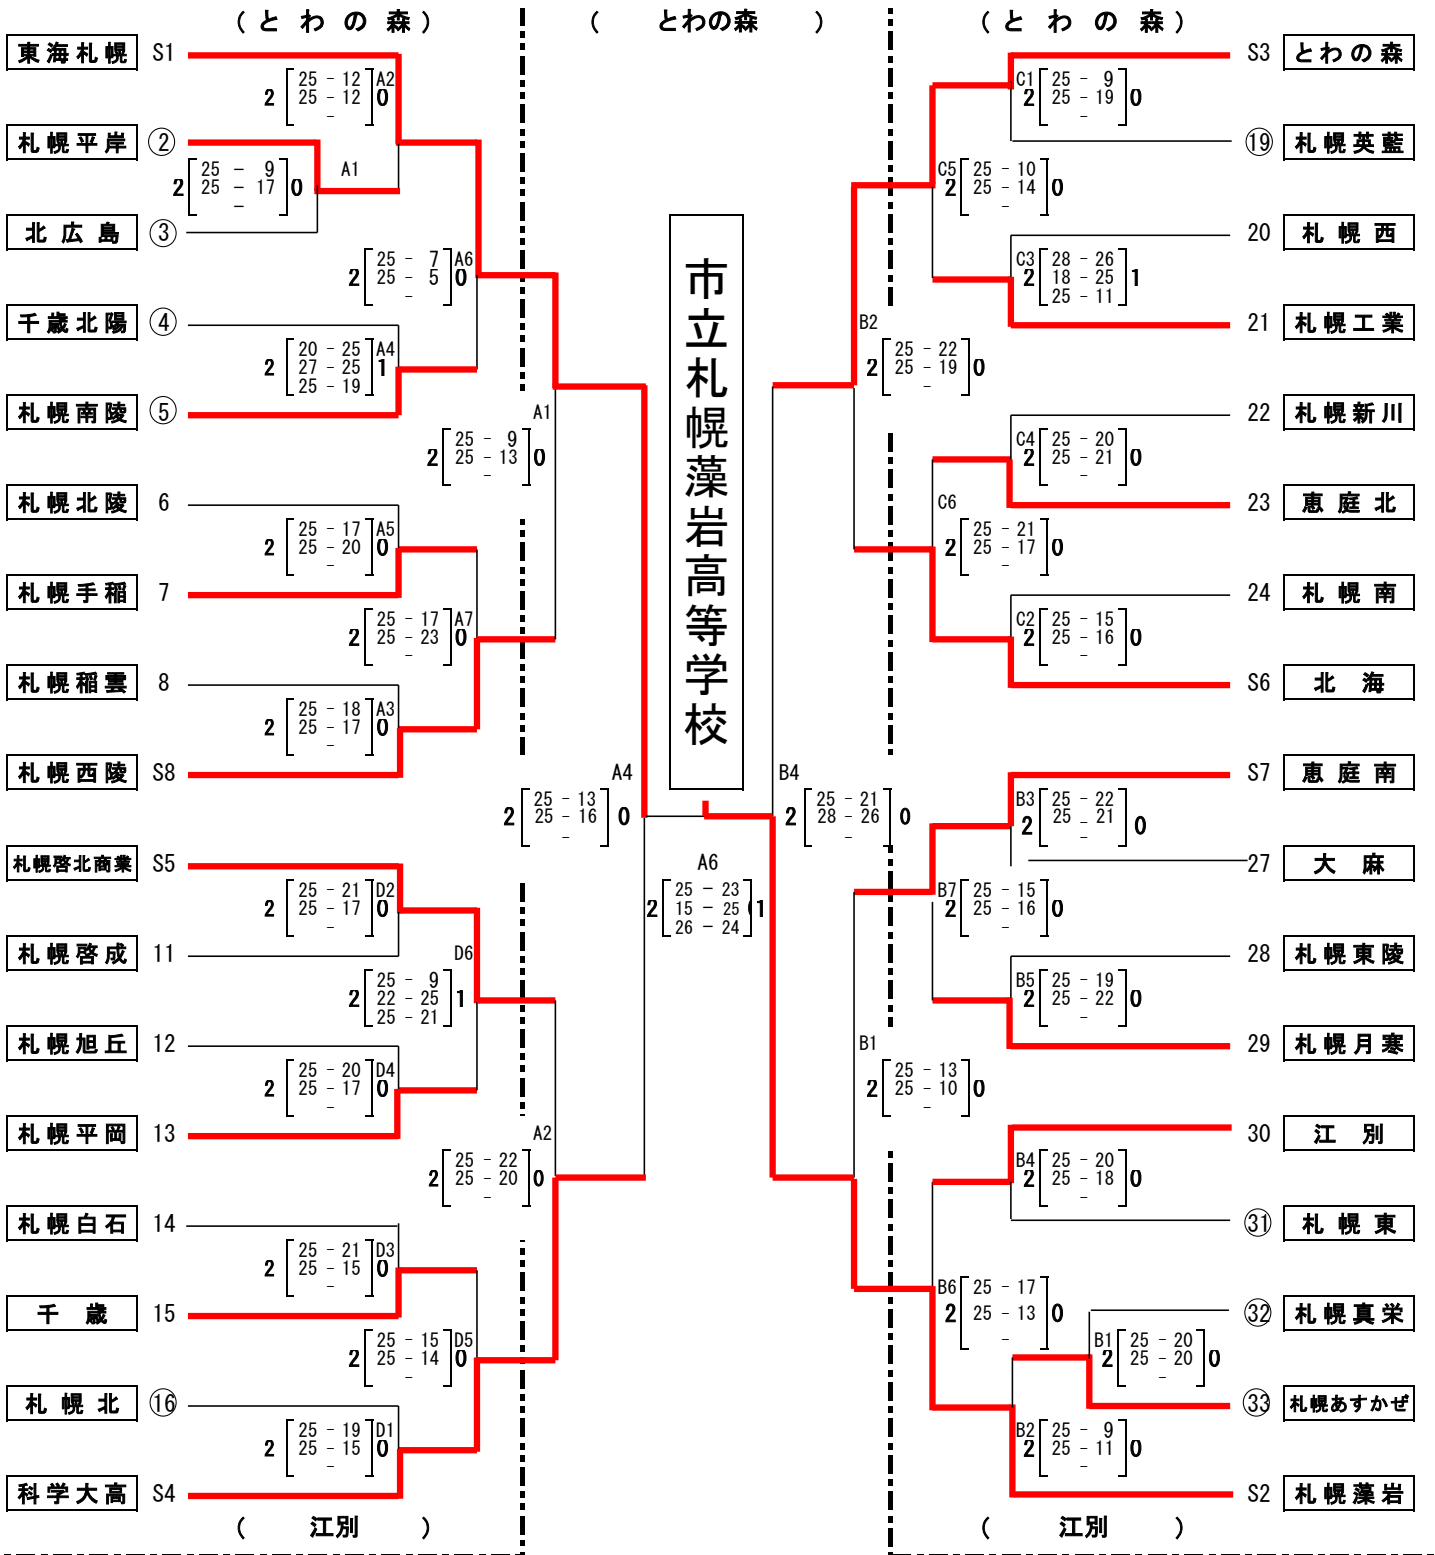 ( と わ の 森 )
( とわの森 )
( と わ の 森 )
東海札幌 S1
2 25 - 12 25 - 12 - 0 A2
札幌平岸 ②
2 25 - 9 25 - 17 - 0 A1
北広島 ③
2 25 - 7 25 - 5 - 0 A6
千歳北陽 ④
2 20 - 25 27 - 25 25 - 19 1 A4
札幌南陵 ⑤
A1
2 25 - 9 25 - 13 - 0
札幌北陵 6
2 25 - 17 25 - 20 - 0 A5
札幌手稲 7
2 25 - 17 25 - 23 - 0 A7
札幌稲雲 8
2 25 - 18 25 - 17 - 0 A3
札幌西陵 S8
A4
2 25 - 13 25 - 16 - 0
札幌啓北商業 S5
2 25 - 21 25 - 17 - 0 D2
札幌啓成 11
D6
2 25 - 9 22 - 25 25 - 21 1
札幌旭丘 12
2 25 - 20 25 - 17 - 0 D4
札幌平岡 13
A2
2 25 - 22 25 - 20 - 0
札幌白石 14
2 25 - 21 25 - 15 - 0 D3
千歳 15
2 25 - 15 25 - 14 - 0 D5
札幌北 ⑯
2 25 - 19 25 - 15 - 0 D1
科学大高 S4
( 江別 )
市立札幌藻岩高等学校
A6
2 25 - 23 15 - 25 26 - 24 1
S3 とわの森
C1 2 25 - 9 25 - 19 - 0
⑲ 札幌英藍
C5 2 25 - 10 25 - 14 - 0
20 札幌西
C3 2 28 - 26 18 - 25 25 - 11 1
21 札幌工業
B2
2 25 - 22 25 - 19 - 0
22 札幌新川
C4 2 25 - 20 25 - 21 - 0
23 恵庭北
C6
2 25 - 21 25 - 17 - 0
24 札幌南
C2 2 25 - 15 25 - 16 - 0
S6 北海
B4
2 25 - 21 28 - 26 - 0
S7 恵庭南
B3 2 25 - 22 25 - 21 - 0
27 大麻
B7 2 25 - 15 25 - 16 - 0
28 札幌東陵
B5 2 25 - 19 25 - 22 - 0
29 札幌月寒
B1
2 25 - 13 25 - 10 - 0
30 江別
B4 2 25 - 20 25 - 18 - 0
㉛ 札幌東
B6 2 25 - 17 25 - 13 - 0
㉜ 札幌真栄
B1 2 25 - 20 25 - 20 - 0
㉝ 札幌あすかぜ
B2 2 25 - 9 25 - 11 - 0
S2 札幌藻岩
( 江別 )